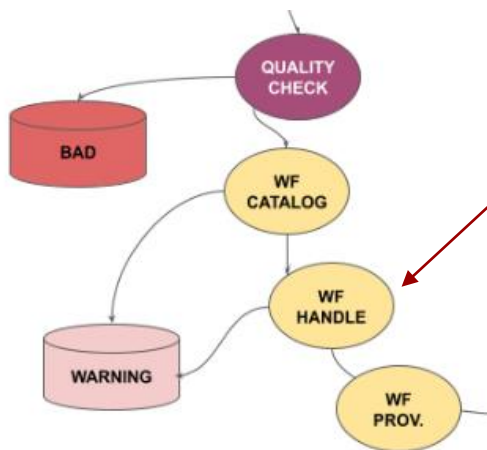 QUALITY
CHECK
BAD
WF
CATALOG
WF
HANDLE
WARNING
WF
PROV.